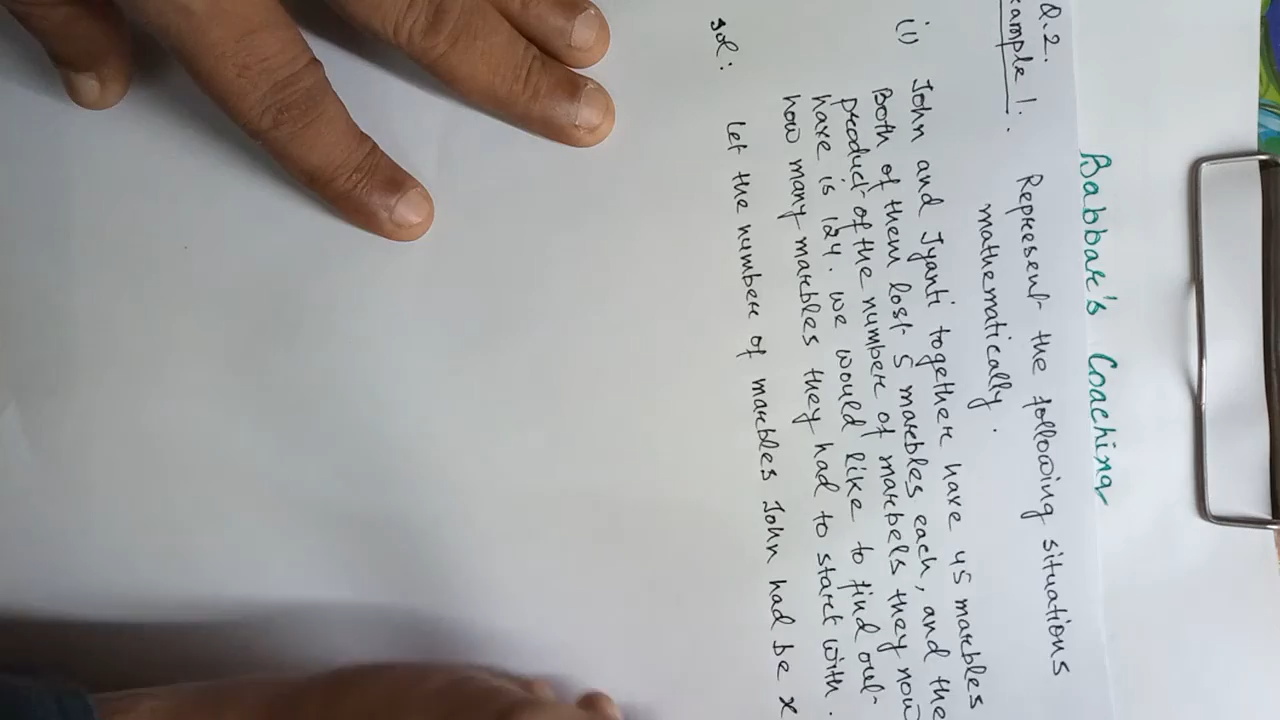 Babbar's Coaching
Q.2.
Example 1. Represent the following situations
mathematically.
(i) John and Jyanti together have 45 marbles
Both of them lost 5 marbles each, and the
product of the number of marbels they now
have is 124. we would like to find out
how many marbles they had to start with.
Sol: Let the number of marbles John had be x